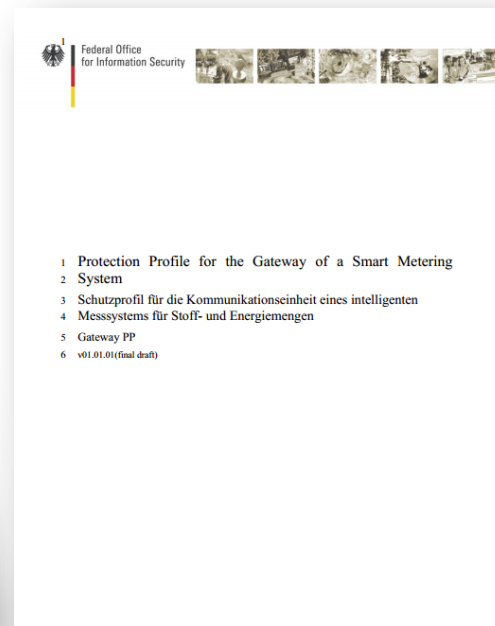 1
Federal Office
for Information Security
1 Protection Profile for the Gateway of a Smart Metering
2 System
3 Schutzprofil für die Kommunikationseinheit eines intelligenten
4 Messsystems für Stoff- und Energiemengen
5 Gateway PP
6 v01.01.01(final draft)